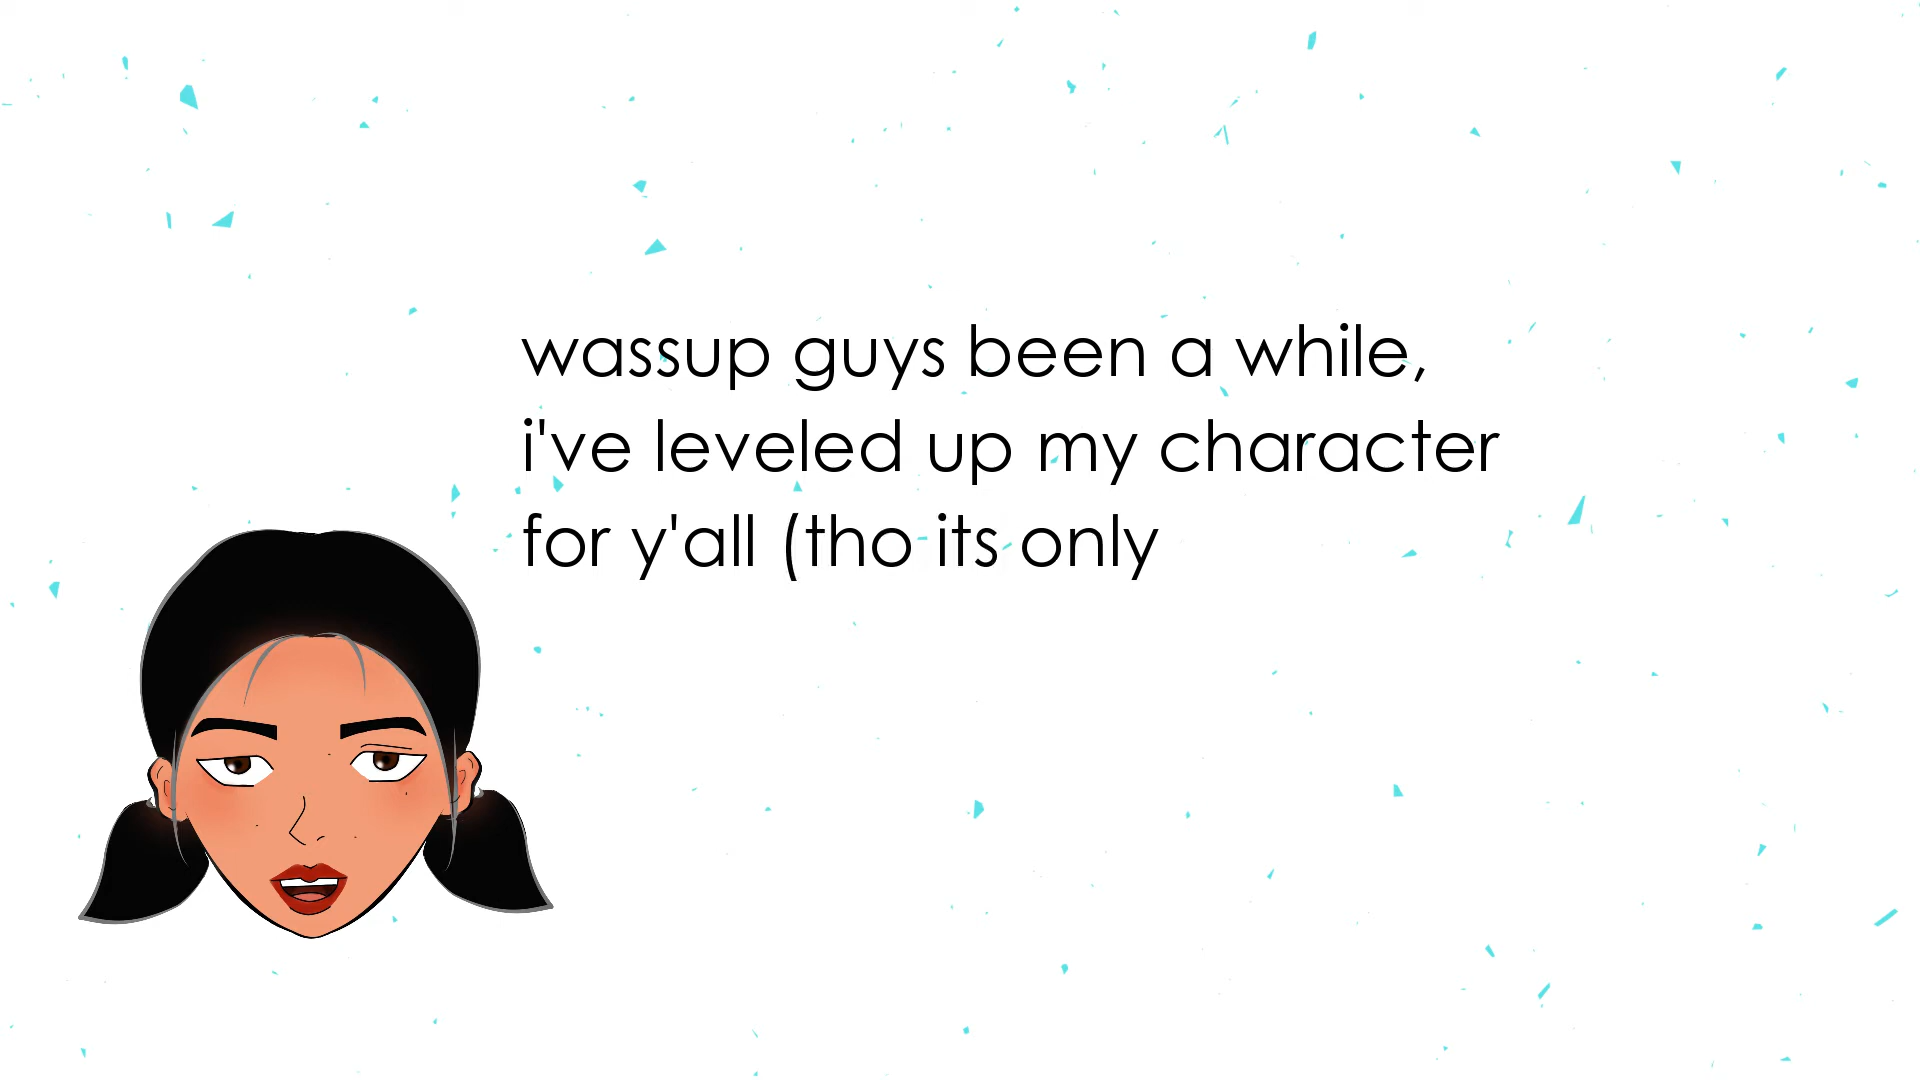 wassup guys been a while,
i've leveled up my character
for y'all (tho its only